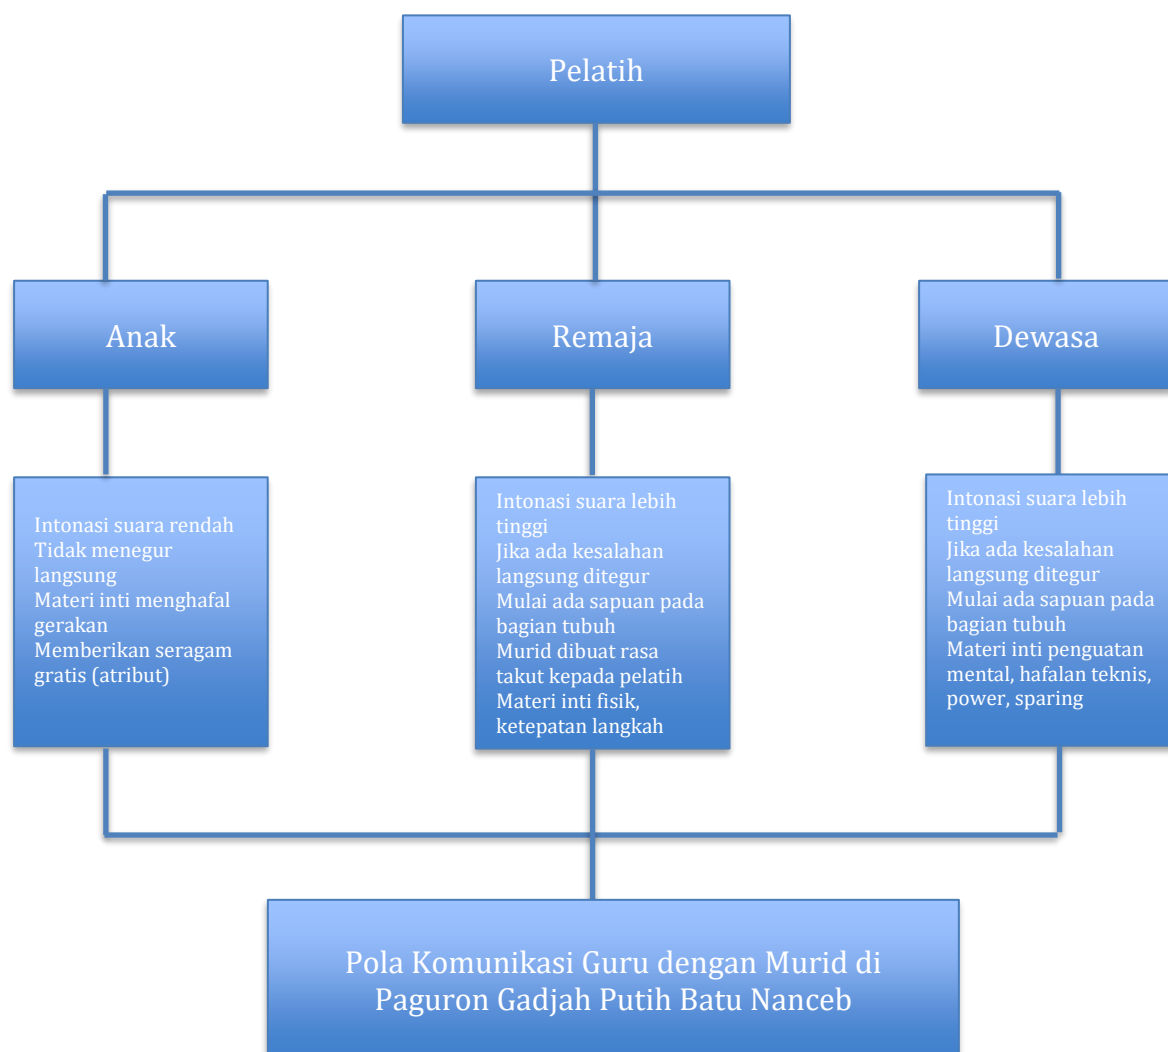 Pelatih
Anak
Remaja
Dewasa
Intonasi suara rendah
Tidak menegur
langsung
Materi inti menghafal
gerakan
Memberikan seragam
gratis (atribut)
Intonasi suara lebih
tinggi
Jika ada kesalahan
langsung ditegur
Mulai ada sapuan pada
bagian tubuh
Murid dibuat rasa
takut kepada pelatih
Materi inti fisik,
ketepatan langkah
Intonasi suara lebih
tinggi
Jika ada kesalahan
langsung ditegur
Mulai ada sapuan pada
bagian tubuh
Materi inti penguatan
mental, hafalan teknis,
power, sparing
Pola Komunikasi Guru dengan Murid di
Paguron Gadjah Putih Batu Nanceb